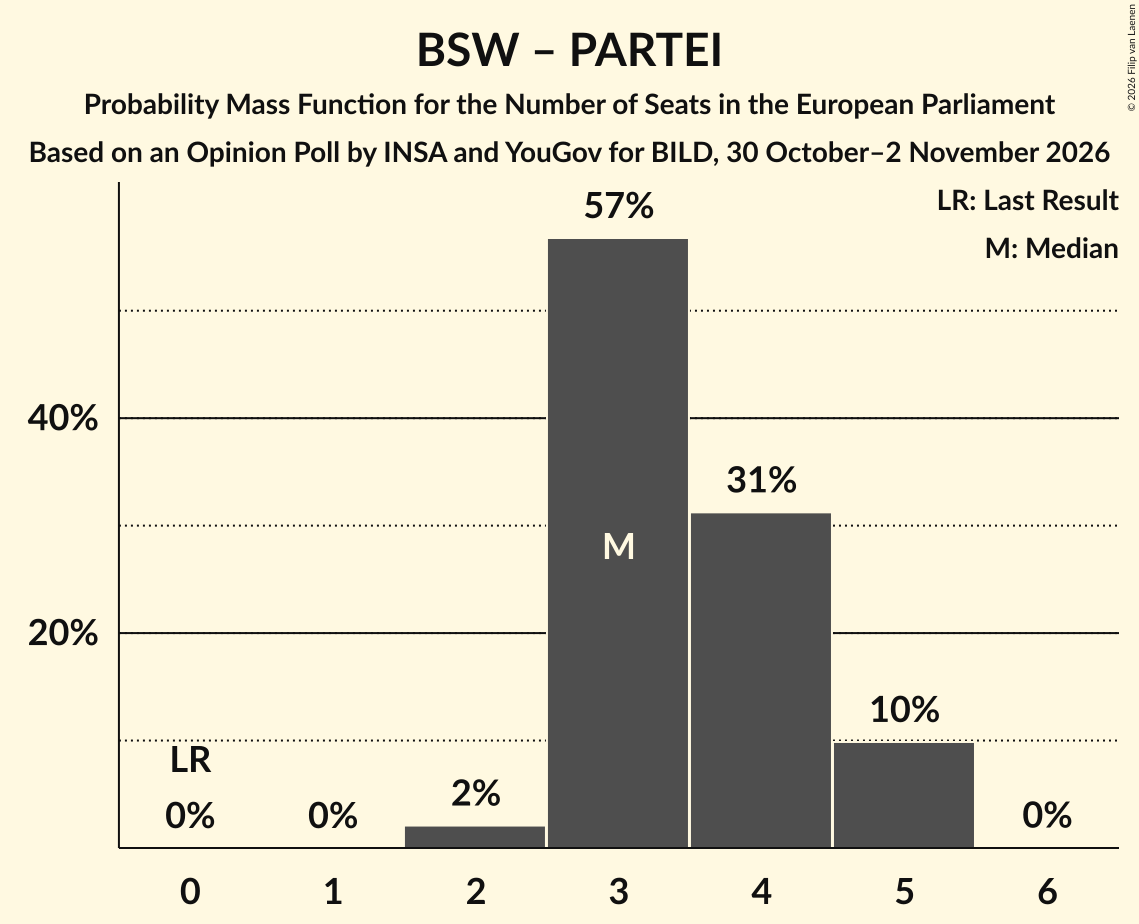 BSW – PARTEI
Probability Mass Function for the Number of Seats in the European Parliament
Based on an Opinion Poll by INSA and YouGov for BILD, 30 October–2 November 2026
© 2026 Filip van Laenen
LR: Last Result
M: Median
57%
40%
31%
M
20%
10%
LR
2%
0%
0%
0%
0 1 2 3 4 5 6